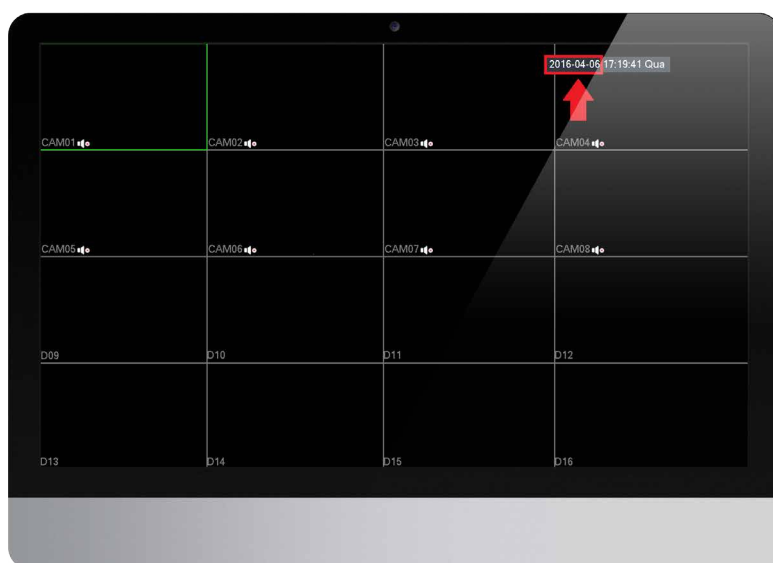 2016-04-06 17:19:41 Qua
CAM01 CAM02 CAM03 CAM04
CAM05 CAM06 CAM07 CAM08
D09 D10 D11 D12
D13 D14 D15 D16